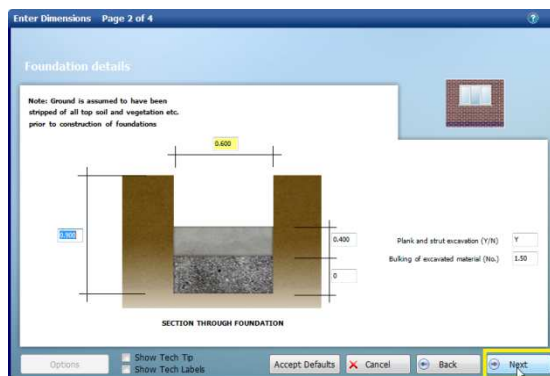 Enter Dimensions Page 2 of 4
?
Foundation details
Note: Ground is assumed to have been
stripped of all top soil and vegetation etc.
prior to construction of foundations
0.600
0.900
0.400
0
Plank and strut excavation (Y/N) Y
Bulking of excavated material (No.) 1.50
SECTION THROUGH FOUNDATION
Options
Show Tech Tip
Show Tech Labels
Accept Defaults
Cancel
Back
Next